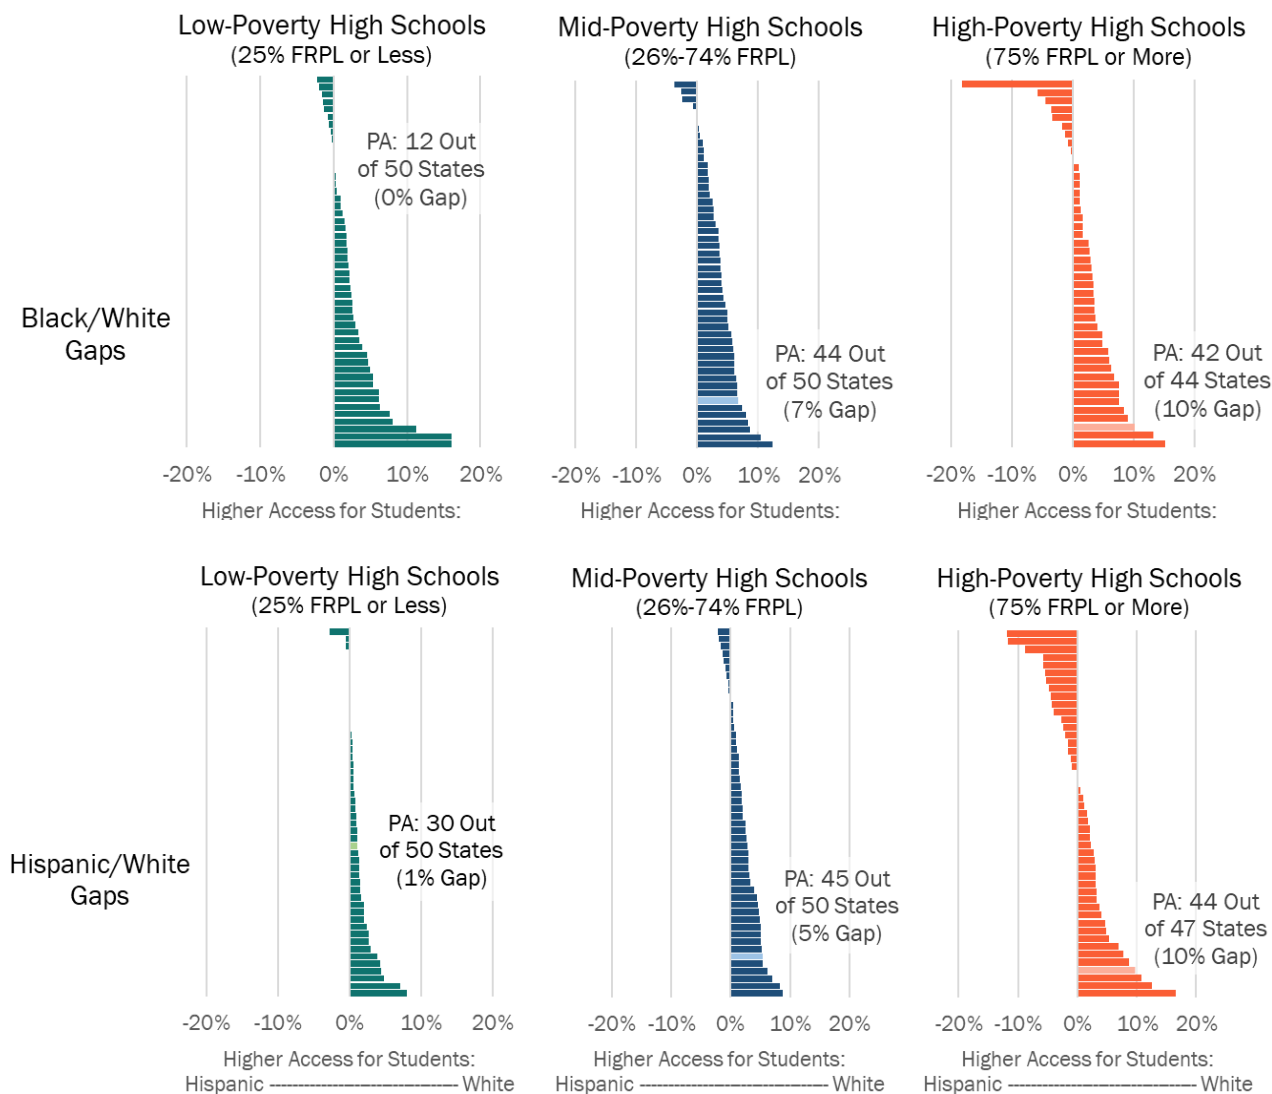 Low-Poverty High Schools
(25% FRPL or Less)
Mid-Poverty High Schools
(26%-74% FRPL)
High-Poverty High Schools
(75% FRPL or More)
Black/White
Gaps
PA: 12 Out
of 50 States
(0% Gap)
PA: 44 Out
of 50 States
(7% Gap)
PA: 42 Out
of 44 States
(10% Gap)
-20% -10% 0% 10% 20%
-20% -10% 0% 10% 20%
-20% -10% 0% 10% 20%
Higher Access for Students:
Higher Access for Students:
Higher Access for Students:
Low-Poverty High Schools
(25% FRPL or Less)
Mid-Poverty High Schools
(26%-74% FRPL)
High-Poverty High Schools
(75% FRPL or More)
Hispanic/White
Gaps
PA: 30 Out
of 50 States
(1% Gap)
PA: 45 Out
of 50 States
(5% Gap)
PA: 44 Out
of 47 States
(10% Gap)
-20% -10% 0% 10% 20%
-20% -10% 0% 10% 20%
-20% -10% 0% 10% 20%
Higher Access for Students:
Hispanic --------------------------------- White
Higher Access for Students:
Hispanic --------------------------------- White
Higher Access for Students:
Hispanic --------------------------------- White